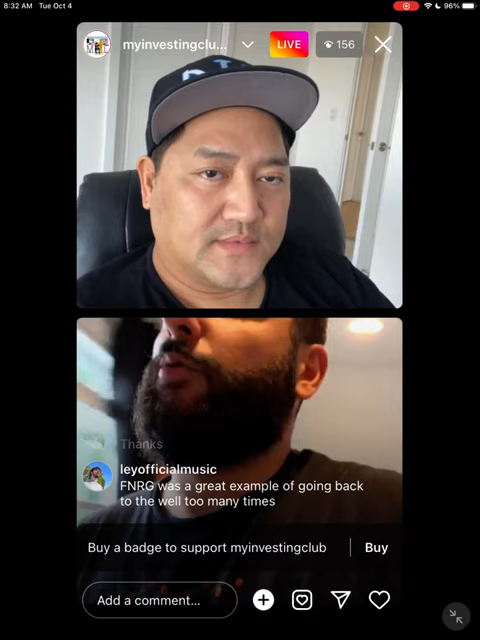 8:32 AM Tue Oct 4
96%
myinvestingclu...
LIVE
156
Thanks
leyofficialmusic
FNRG was a great example of going back
to the well too many times
Buy a badge to support myinvestingclub
Buy
Add a comment...